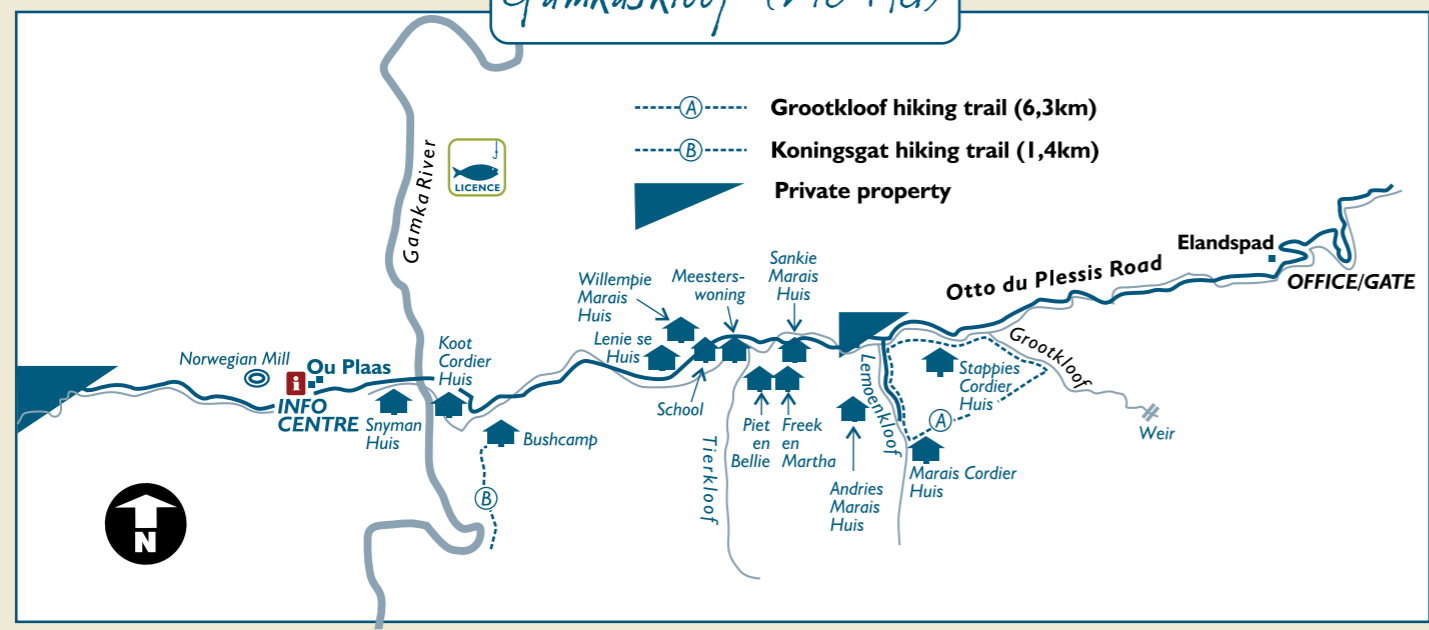 Gamkaskloof (Die Hel)
A
Grootkloof hiking trail (6,3km)
B
Koningsgat hiking trail (1,4km)
Private property
Gamka River
LICENCE
Elandspad
OFFICE/GATE
Otto du Plessis Road
Sankie
Marais
Huis
Meesters-
woning
Willempie
Marais
Huis
Lenie se
Huis
Koot
Cordier
Huis
Norwegian Mill
Ou Plaas
i
INFO
CENTRE
Snyman
Huis
Bushcamp
School
Tierkloof
Piet
en
Bellie
Freek
en
Martha
Andries
Marais
Huis
Lemoenkloof
Stappies
Cordier
Huis
Grootkloof
A
Weir
Marais Cordier
Huis
B
N